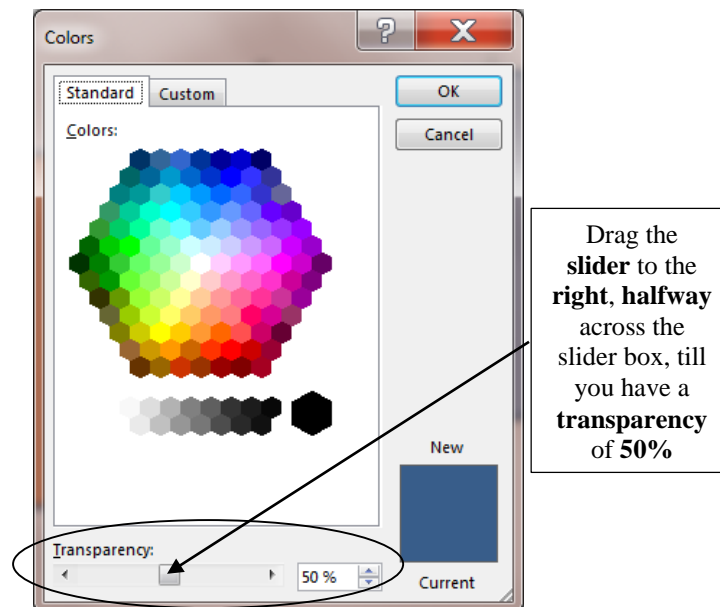 Colors
?
X
Standard
Custom
OK
Cancel
Colors:
Drag the
slider to the
right, halfway
across the
slider box, till
you have a
transparency
of 50%
New
Current
Transparency:
50 %